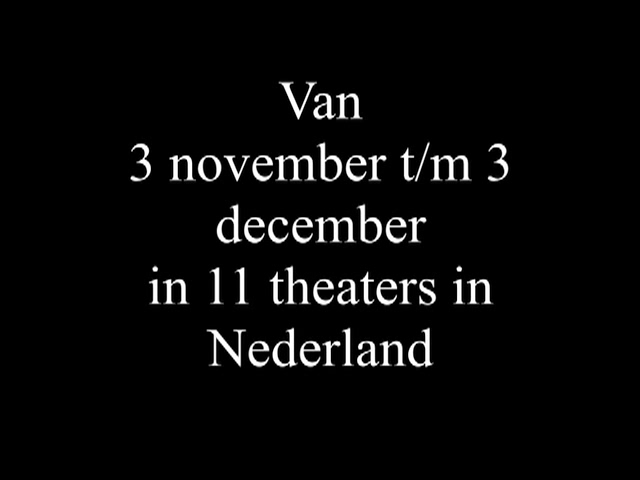 Van
3 november t/m 3
december
in 11 theaters in
Nederland